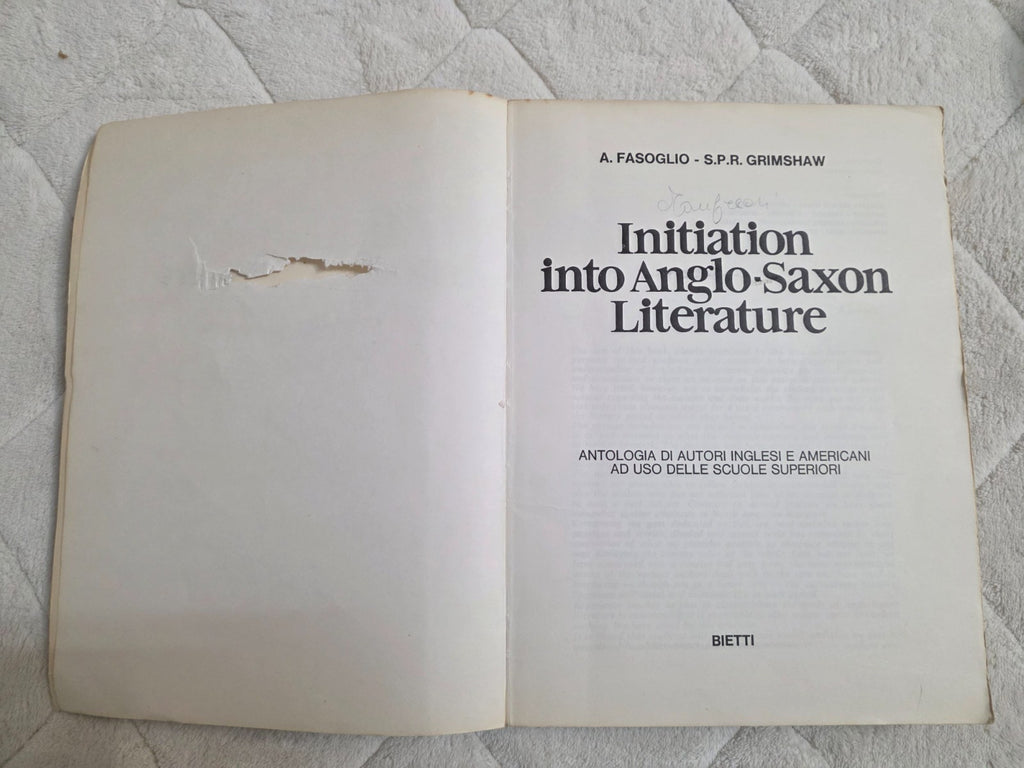 A. FASOGLIO - S.P.R. GRIMSHAW
Initiation
into Anglo-Saxon
Literature
ANTOLOGIA DI AUTORI INGLESI E AMERICANI
AD USO DELLE SCUOLE SUPERIORI
BIETTI